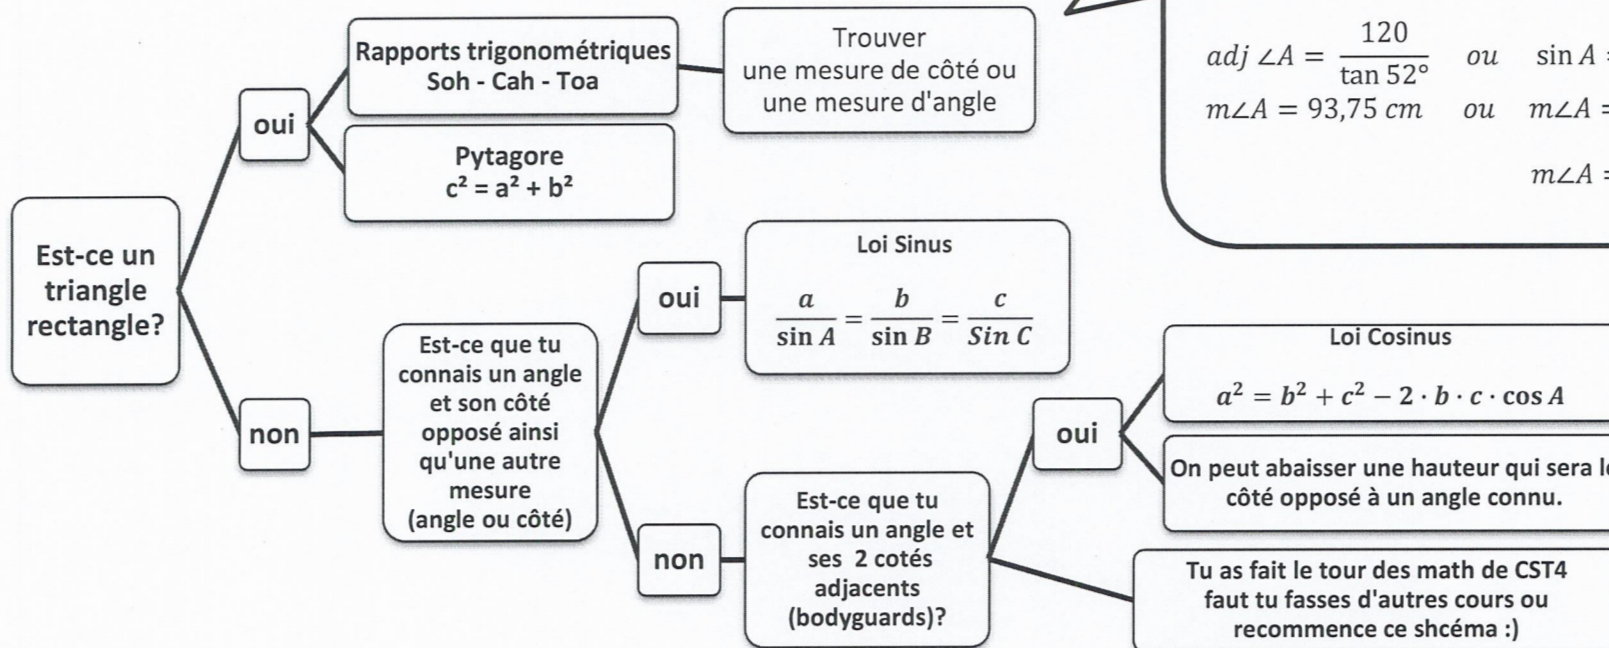 Est-ce un
triangle
rectangle?
oui
Rapports trigonométriques
Soh - Cah - Toa
Trouver
une mesure de côté ou
une mesure d'angle
Pytagore
c² = a² + b²
non
Est-ce que tu
connais un angle
et son côté
opposé ainsi
qu'une autre
mesure
(angle ou côté)
oui
Loi Sinus
a/sin A = b/sin B = c/Sin C
non
Est-ce que tu
connais un angle et
ses 2 cotés
adjacents
(bodyguards)?
oui
Loi Cosinus
a² = b² + c² − 2 · b · c · cos A
On peut abaisser une hauteur qui sera le
côté opposé à un angle connu.
Tu as fait le tour des math de CST4
faut tu fasses d'autres cours ou
recommence ce shcéma :)
adj ∠A = 120/tan 52° ou sin A =
m∠A = 93,75 cm ou m∠A =
m∠A =